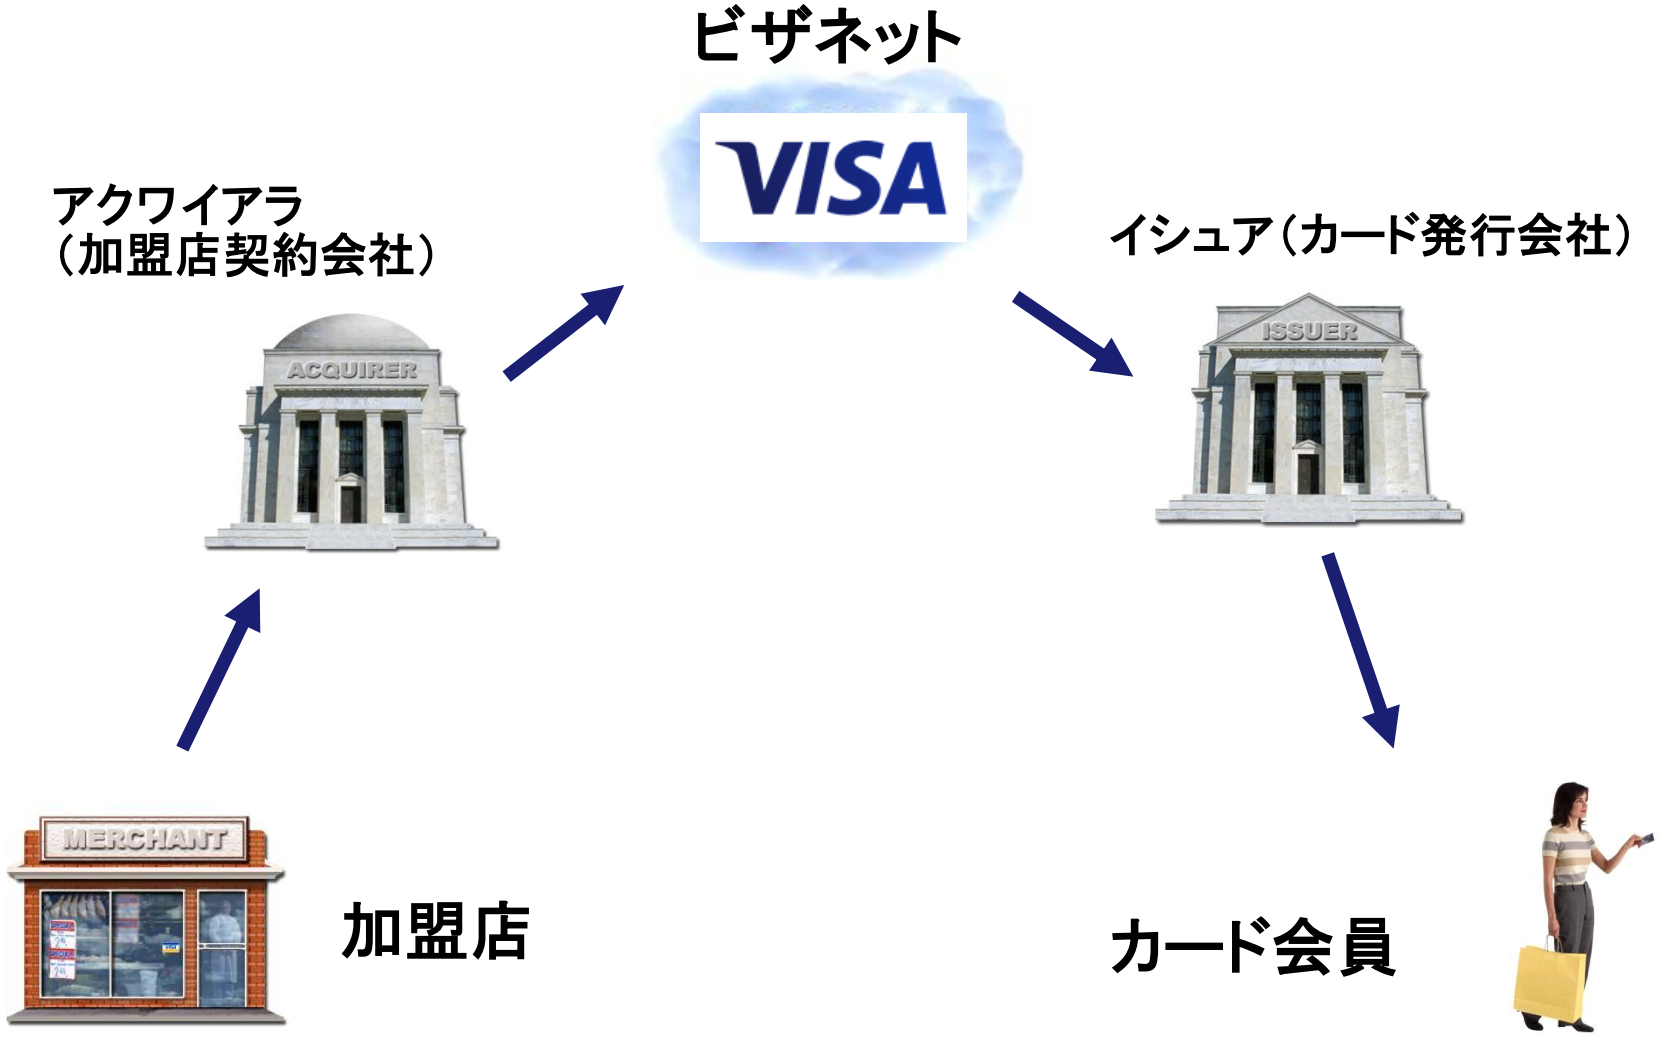 ビザネット
VISA
アクワイアラ
（加盟店契約会社）
イシュア（カード発行会社）
ISSUER
ACQUIRER
MERCHANT
加盟店
カード会員